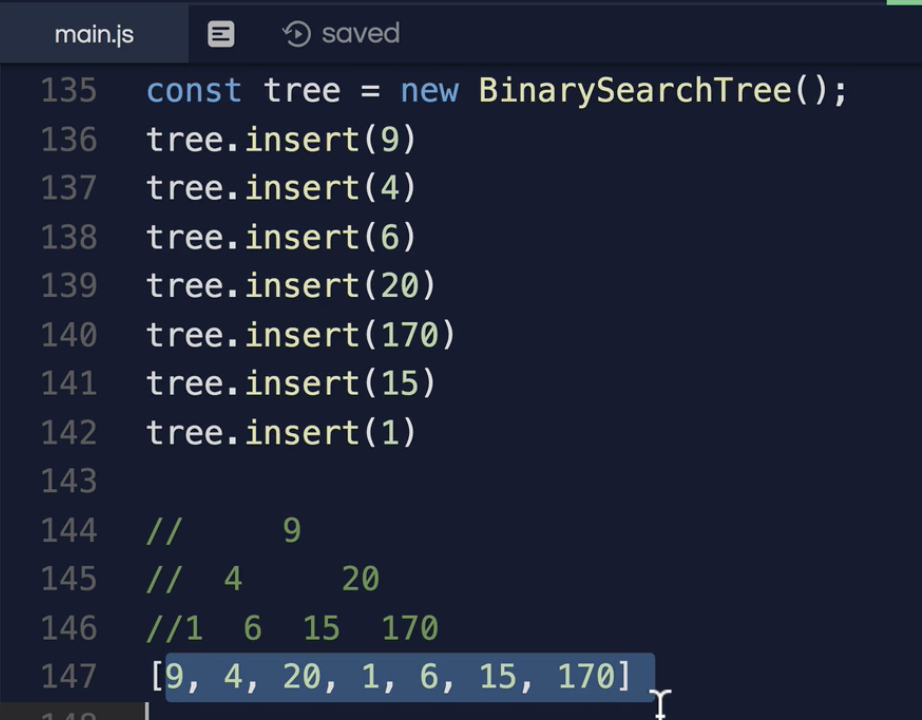 main.js saved
135 const tree = new BinarySearchTree();
136 tree.insert(9)
137 tree.insert(4)
138 tree.insert(6)
139 tree.insert(20)
140 tree.insert(170)
141 tree.insert(15)
142 tree.insert(1)
143
144 //     9
145 //  4     20
146 //1  6  15  170
147 [9, 4, 20, 1, 6, 15, 170]
148